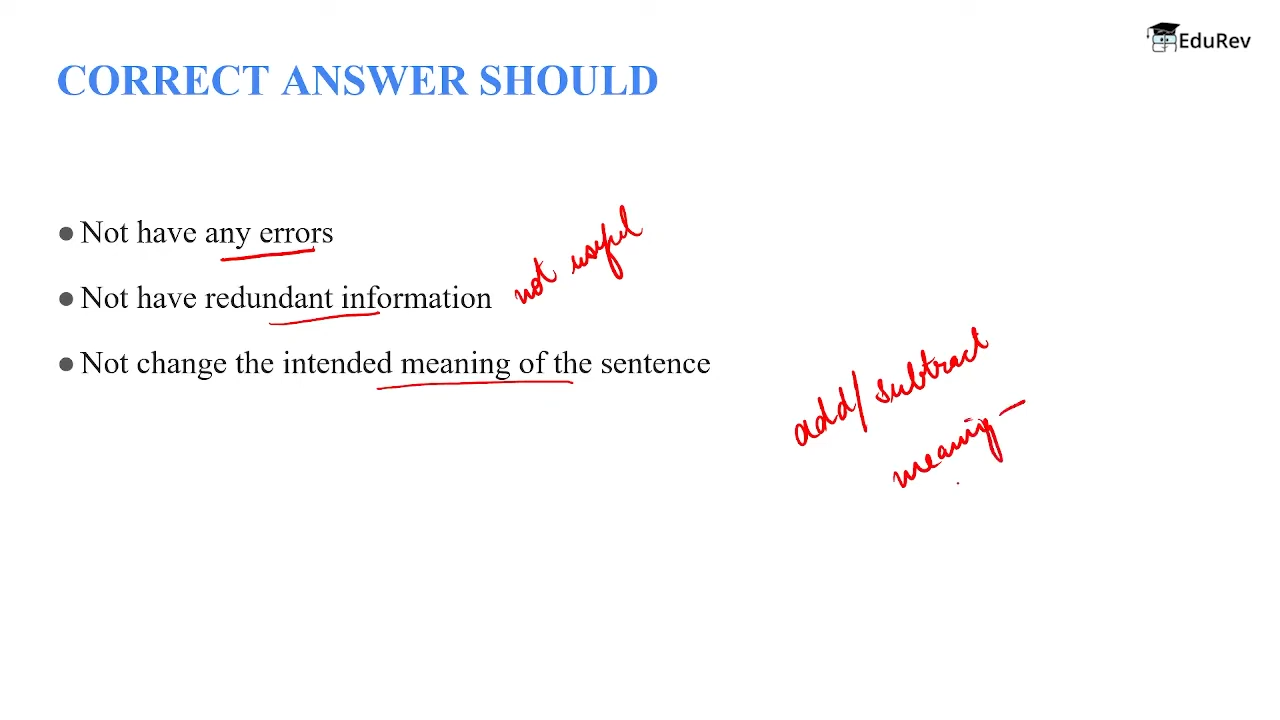 EduRev
CORRECT ANSWER SHOULD
● Not have any errors
● Not have redundant information
not useful
● Not change the intended meaning of the sentence
add/subtract
meaning